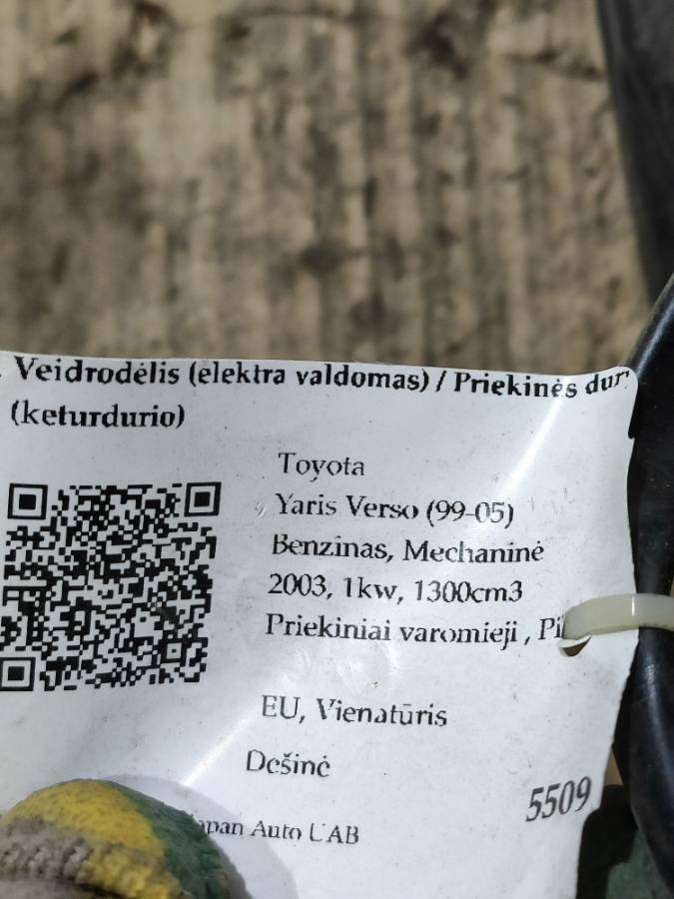 Veidrodėlis (elektra valdomas) / Priekinės
(keturdurio)
Toyota
Yaris Verso (99-05)
Benzinas, Mechaninė
2003, 1kw, 1300cm3
Priekiniai varomieji ,
EU, Vienatūris
Dešinė
5509
Auto UAB